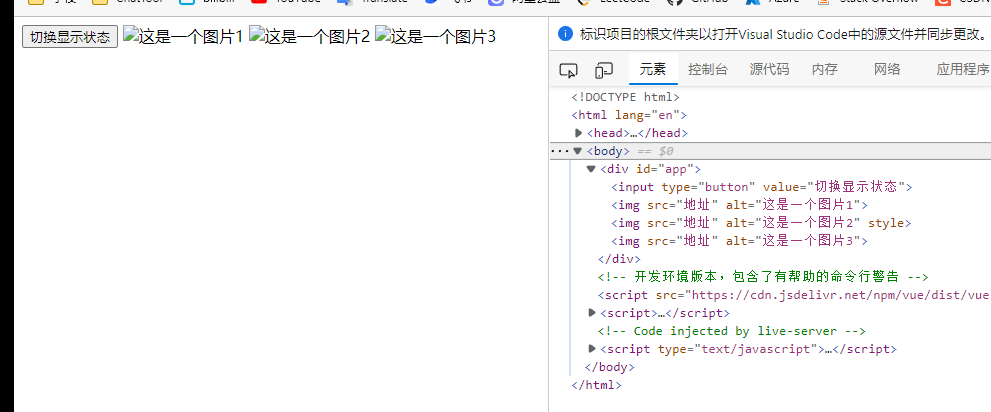 bilibili YouTube Translate GitHub Azure Stack Overflow
切换显示状态 这是一个图片1 这是一个图片2 这是一个图片3
标识项目的根文件夹以打开Visual Studio Code中的源文件并同步更改。
元素 控制台 源代码 内存 网络 应用程序
<!DOCTYPE html>
<html lang="en">
<head>…</head>
<body> == $0
<div id="app">
<input type="button" value="切换显示状态">
<img src="地址" alt="这是一个图片1">
<img src="地址" alt="这是一个图片2" style>
<img src="地址" alt="这是一个图片3">
</div>
<!-- 开发环境版本，包含了有帮助的命令行警告 -->
<script src="https://cdn.jsdelivr.net/npm/vue/dist/vue
<script>…</script>
<!-- Code injected by live-server -->
<script type="text/javascript">…</script>
</body>
</html>